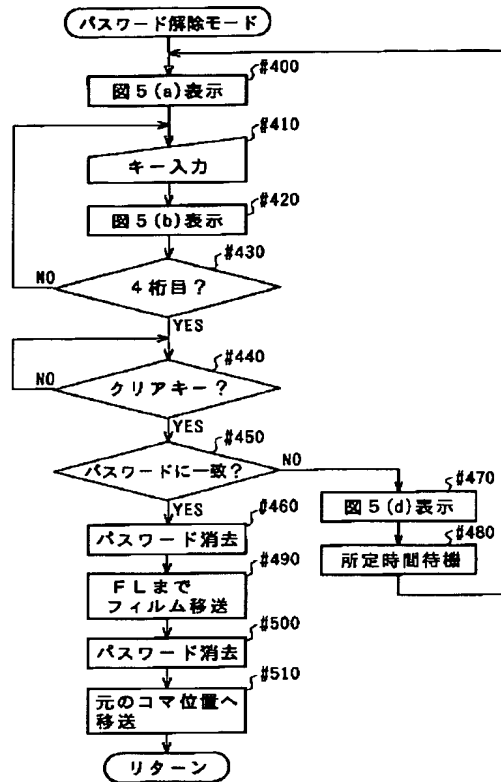 パスワード解除モード
#400
図5(a)表示
#410
キー入力
#420
図5(b)表示
#430
NO
4桁目?
YES
#440
NO
クリアキー?
YES
#450
パスワードに一致?
NO
YES
#460
パスワード消去
#470
図5(d)表示
#480
所定時間待機
#490
FLまで
フィルム移送
#500
パスワード消去
#510
元のコマ位置へ
移送
リターン